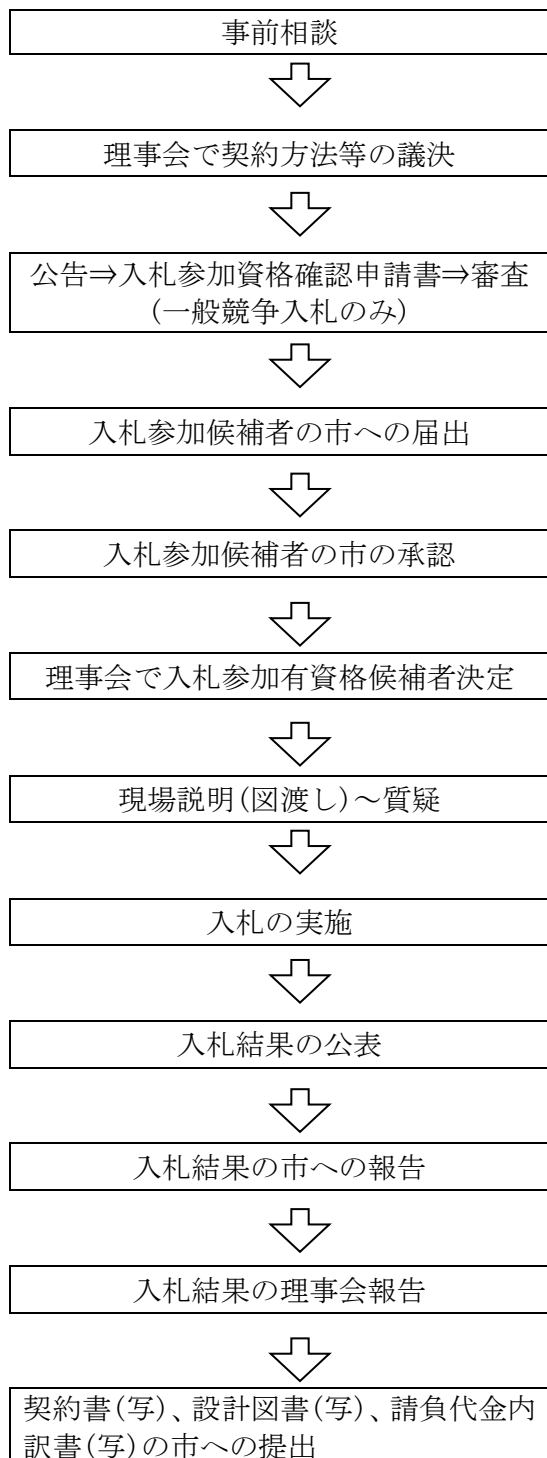 事前相談
理事会で契約方法等の議決
公告⇒入札参加資格確認申請書⇒審査
(一般競争入札のみ)
入札参加候補者の市への届出
入札参加候補者の市の承認
理事会で入札参加有資格候補者決定
現場説明(図渡し)～質疑
入札の実施
入札結果の公表
入札結果の市への報告
入札結果の理事会報告
契約書(写)、設計図書(写)、請負代金内
訳書(写)の市への提出